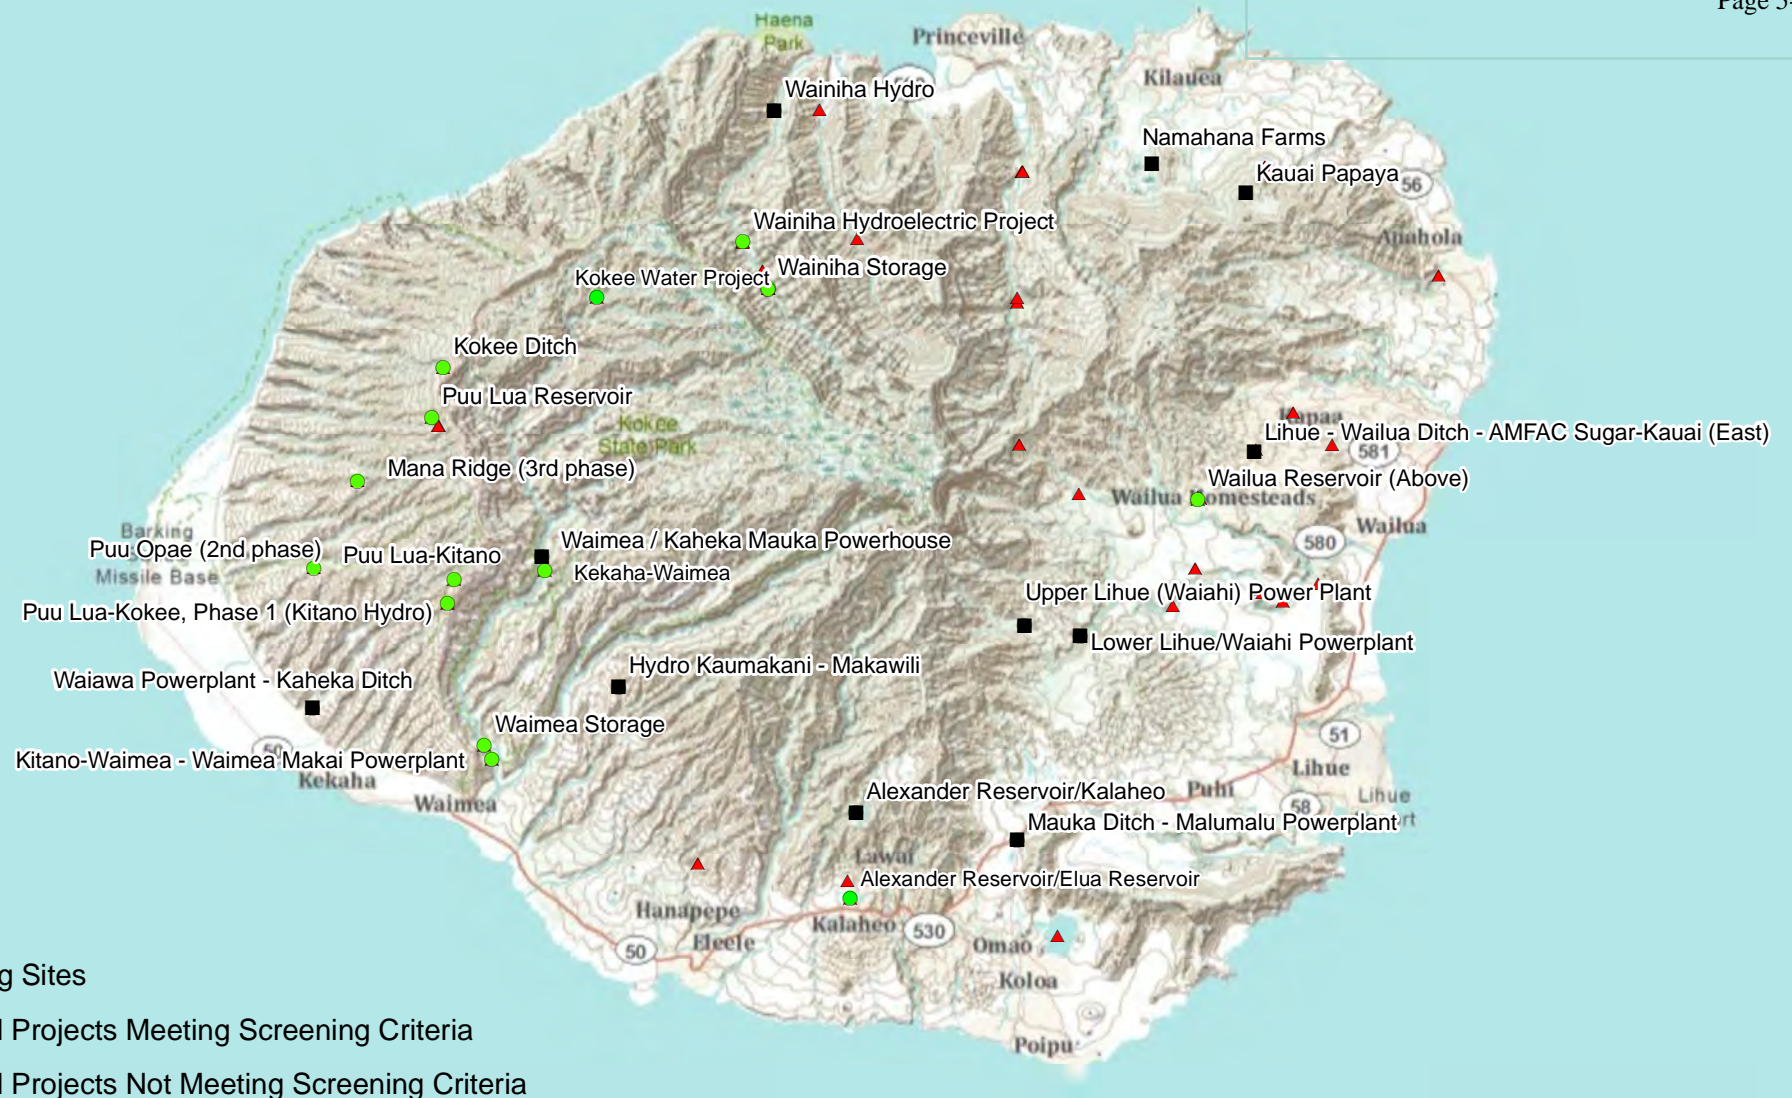 Page 3-
Haena
Park
Princeville
Kilauea
Wainiha Hydro
Namahana Farms
Kauai Papaya
56
Anahola
Wainiha Hydroelectric Project
Wainiha Storage
Kokee Water Project
Kokee Ditch
Puu Lua Reservoir
Kokee
State Park
Kapaa
Lihue - Wailua Ditch - AMFAC Sugar-Kauai (East)
581
Mana Ridge (3rd phase)
Wailua Reservoir (Above)
Wailua Homesteads
Wailua
Barking
Puu Opae (2nd phase)
Puu Lua-Kitano
Waimea / Kaheka Mauka Powerhouse
580
Missile Base
Kekaha-Waimea
Upper Lihue (Waiahi) Power Plant
Puu Lua-Kokee, Phase 1 (Kitano Hydro)
Lower Lihue/Waiahi Powerplant
Hydro Kaumakani - Makawili
Waiawa Powerplant - Kaheka Ditch
Waimea Storage
51
50
Kitano-Waimea - Waimea Makai Powerplant
Lihue
Kekaha
Alexander Reservoir/Kalaheo
Puhi
Lihue
Waimea
58
Mauka Ditch - Malumalu Powerplant
Lawai
Alexander Reservoir/Elua Reservoir
Hanapepe
Kalaheo
530
Eleele
Omao
50
Koloa
g Sites
Projects Meeting Screening Criteria
Poipu
Projects Not Meeting Screening Criteria